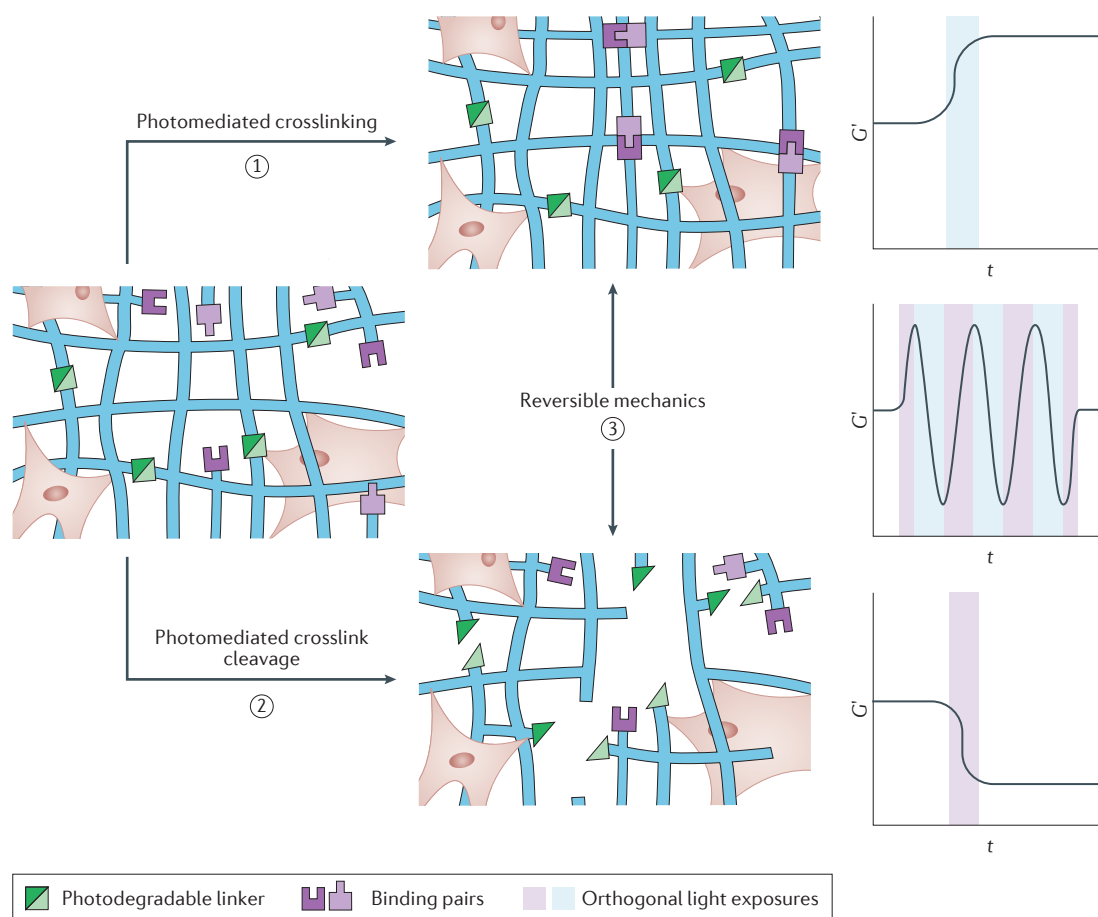 Photomediated crosslinking
①
G'
t
Reversible mechanics
③
G'
t
Photomediated crosslink
cleavage
②
G'
t
Photodegradable linker
Binding pairs
Orthogonal light exposures